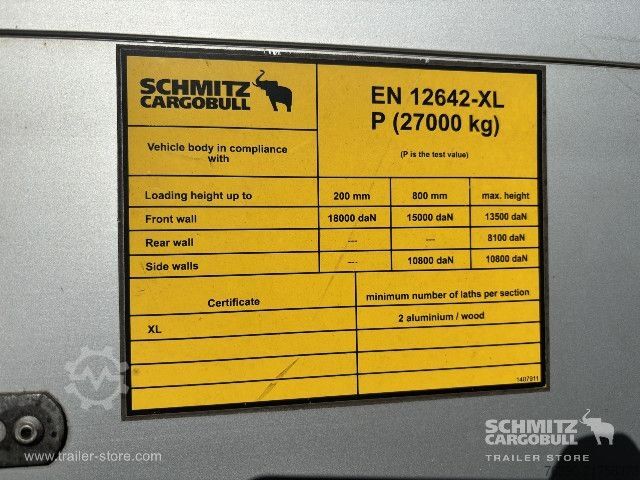 SCHMITZ
CARGOBULL
EN 12642-XL
P (27000 kg)
(P is the test value)
Vehicle body in compliance
with
Loading height up to 200 mm 800 mm max. height
Front wall 18000 daN 15000 daN 13500 daN
Rear wall --- --- 8100 daN
Side walls --- 10800 daN 10800 daN
Certificate minimum number of laths per section
XL 2 aluminium / wood
1407911
SCHMITZ
CARGOBULL
TRAILER STORE
www.trailer-store.com